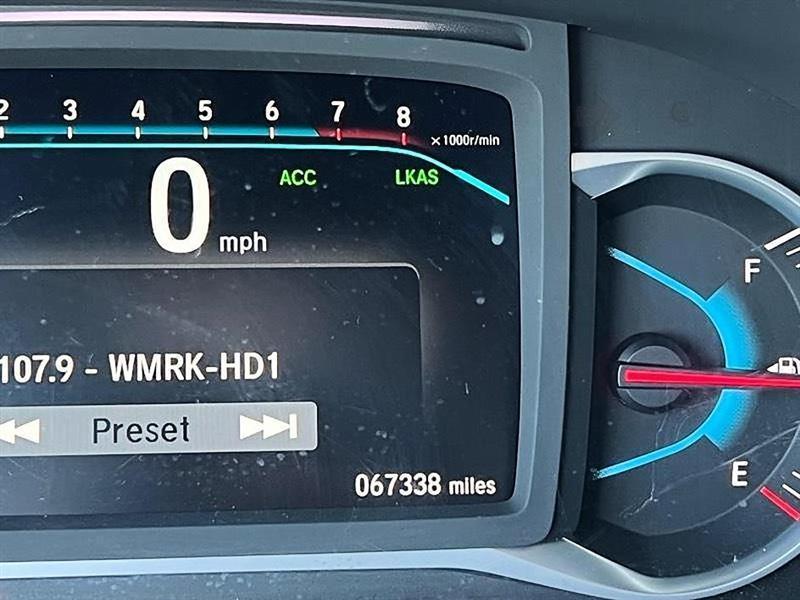 2 3 4 5 6 7 8
×1000r/min
0 mph
ACC LKAS
F
107.9 - WMRK-HD1
Preset
E
067338 miles